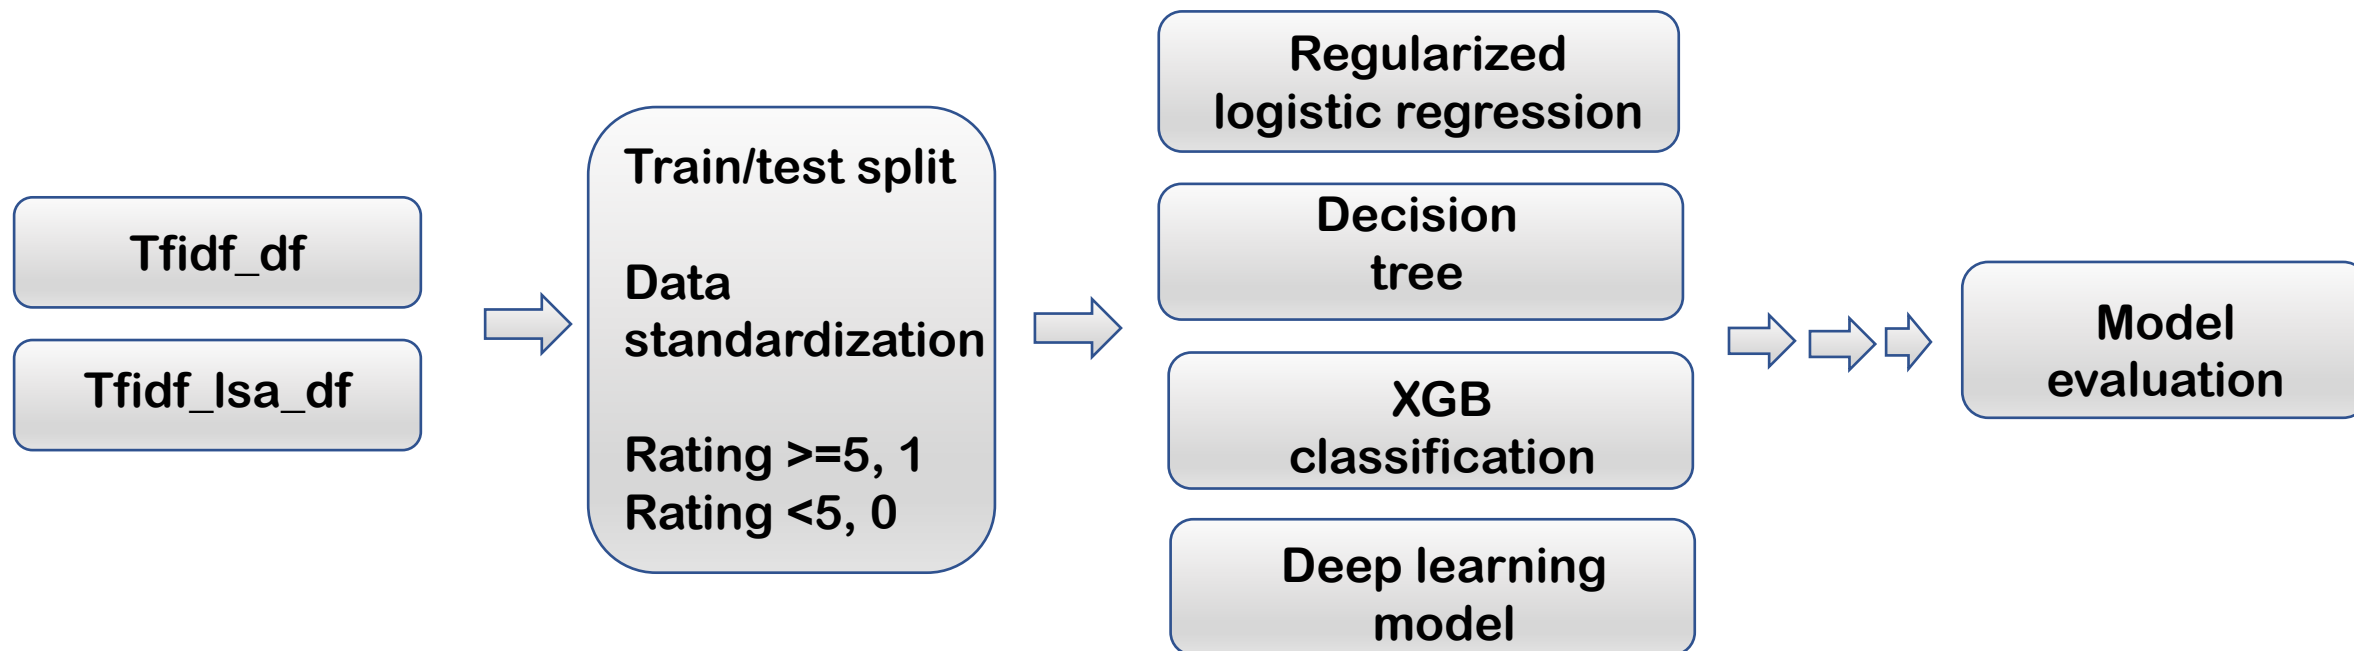 Tfidf_df
Tfidf_lsa_df
Train/test split
Data
standardization
Rating >=5, 1
Rating <5, 0
Regularized
logistic regression
Decision
tree
XGB
classification
Deep learning
model
Model
evaluation